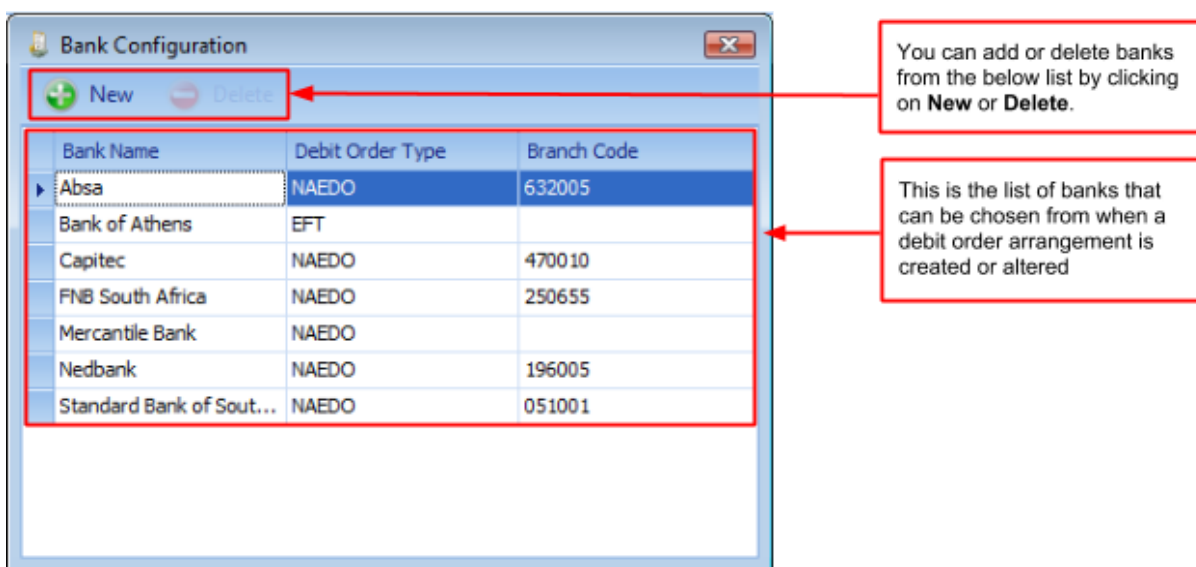 Bank Configuration
New Delete
You can add or delete banks
from the below list by clicking
on New or Delete.
Bank Name Debit Order Type Branch Code
Absa NAEDO 632005
Bank of Athens EFT
Capitec NAEDO 470010
FNB South Africa NAEDO 250655
Mercantile Bank NAEDO
Nedbank NAEDO 196005
Standard Bank of Sout... NAEDO 051001
This is the list of banks that
can be chosen from when a
debit order arrangement is
created or altered